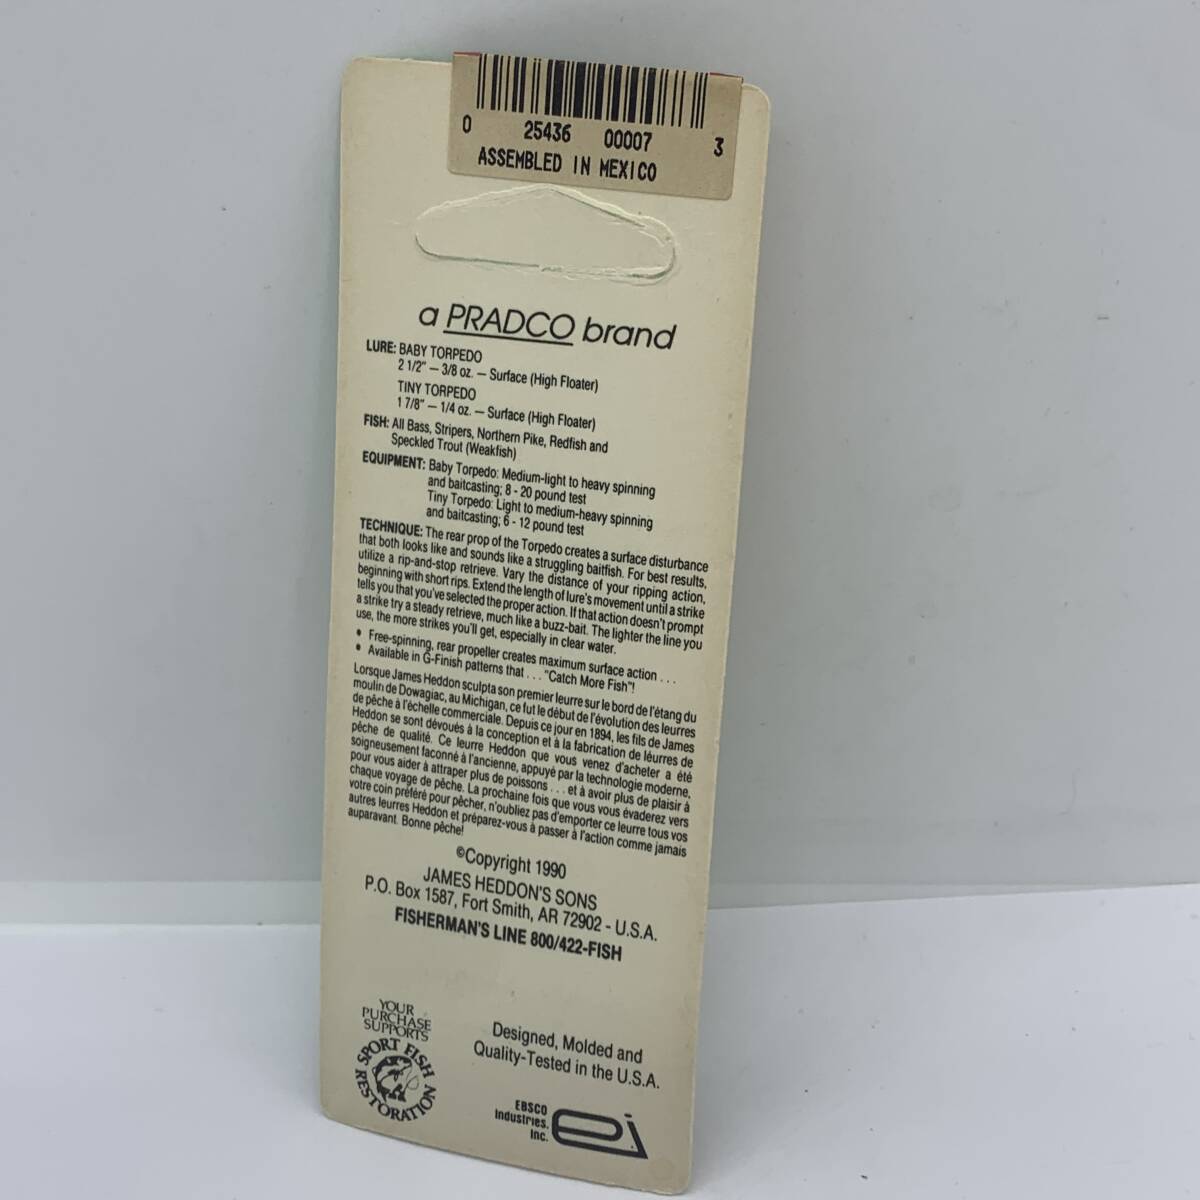 0 25436 00007 3
ASSEMBLED IN MEXICO
a PRADCO brand
LURE: BABY TORPEDO
2 1/2" — 3/8 oz. — Surface (High Floater)
TINY TORPEDO
1 7/8" — 1/4 oz. — Surface (High Floater)
FISH: All Bass, Stripers, Northern Pike, Redfish and
Speckled Trout (Weakfish)
EQUIPMENT: Baby Torpedo: Medium-light to heavy spinning
and baitcasting; 8 - 20 pound test
Tiny Torpedo: Light to medium-heavy spinning
and baitcasting; 6 - 12 pound test
TECHNIQUE: The rear prop of the Torpedo creates a surface disturbance
that both looks like and sounds like a struggling baitfish. For best results,
utilize a rip-and-stop retrieve. Vary the distance of your ripping action,
beginning with short rips. Extend the length of lure's movement until a strike
tells you that you've selected the proper action. If that action doesn't prompt
a strike try a steady retrieve, much like a buzz-bait. The lighter the line you
use, the more strikes you'll get, especially in clear water.
• Free-spinning, rear propeller creates maximum surface action . . .
• Available in G-Finish patterns that . . . "Catch More Fish"!
Lorsque James Heddon sculpta son premier leurre sur le bord de l'étang du
moulin de Dowagiac, au Michigan, ce fut le début de l'évolution des leurres
de pêche à l'échelle commerciale. Depuis ce jour en 1894, les fils de James
Heddon se sont dévoués à la conception et à la fabrication de léurres de
pêche de qualité. Ce leurre Heddon que vous venez d'acheter a été
soigneusement faconné à l'ancienne, appuyé par la technologie moderne,
pour vous aider à attraper plus de poissons . . . et à avoir plus de plaisir à
chaque voyage de pêche. La prochaine fois que vous vous évaderez vers
votre coin préféré pour pêcher, n'oubliez pas d'emporter ce leurre tous vos
autres leurres Heddon et préparez-vous à passer à l'action comme jamais
auparavant. Bonne pêche!
©Copyright 1990
JAMES HEDDON'S SONS
P.O. Box 1587, Fort Smith, AR 72902 - U.S.A.
FISHERMAN'S LINE 800/422-FISH
YOUR
PURCHASE
SUPPORTS
SPORT FISH
RESTORATION
Designed, Molded and
Quality-Tested in the U.S.A.
EBSCO
Industries,
Inc.
ei